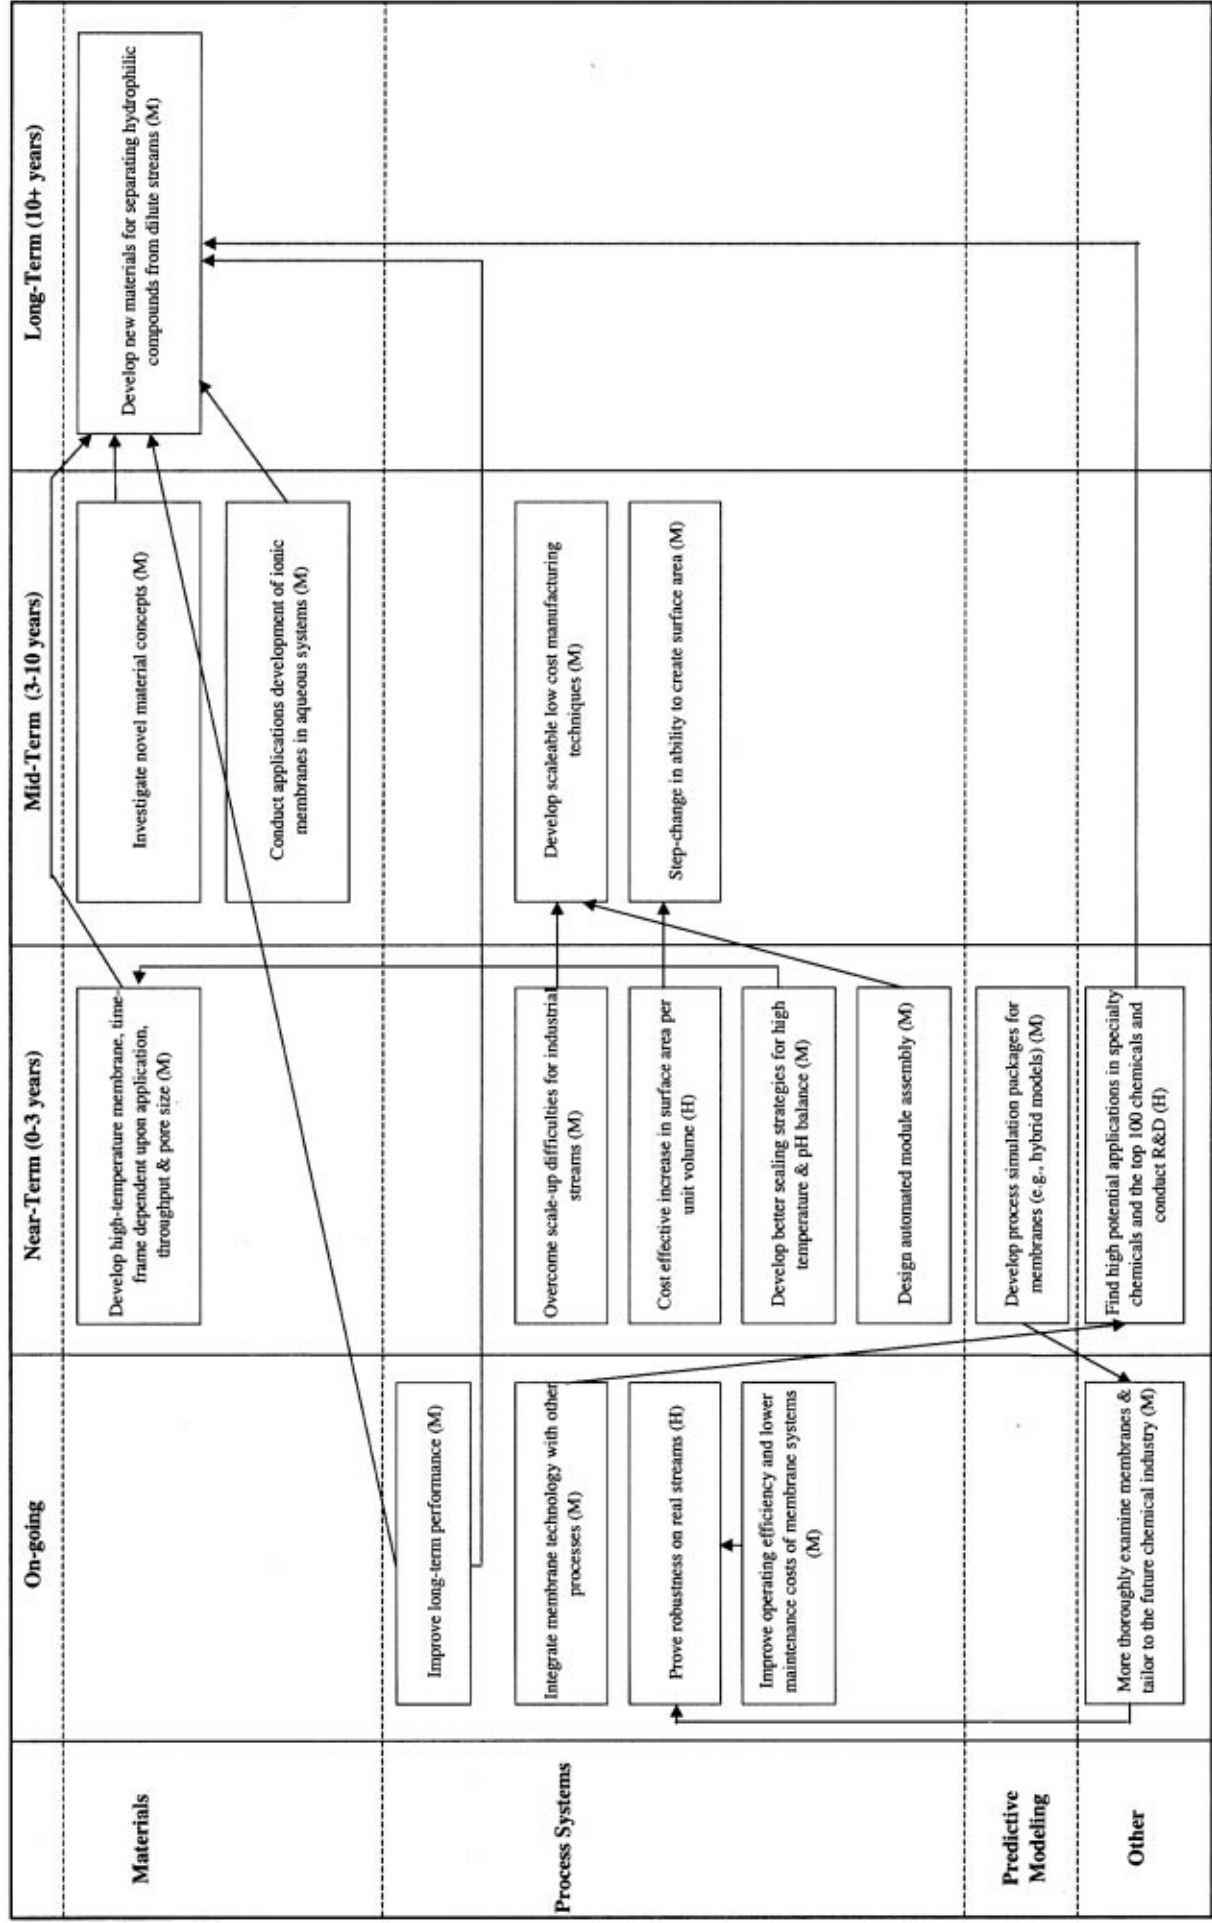 On-going
Near-Term (0-3 years)
Mid-Term (3-10 years)
Long-Term (10+ years)
Materials
Develop high-temperature membrane, time-
frame dependent upon application,
throughput & pore size (M)
Investigate novel material concepts (M)
Conduct applications development of ionic
membranes in aqueous systems (M)
Develop new materials for separating hydrophilic
compounds from dilute streams (M)
Process Systems
Improve long-term performance (M)
Integrate membrane technology with other
processes (M)
Prove robustness on real streams (H)
Improve operating efficiency and lower
maintenance costs of membrane systems
(M)
Overcome scale-up difficulties for industrial
streams (M)
Cost effective increase in surface area per
unit volume (H)
Develop better sealing strategies for high
temperature & pH balance (M)
Design automated module assembly (M)
Develop scaleable low cost manufacturing
techniques (M)
Step-change in ability to create surface area (M)
Predictive
Modeling
Develop process simulation packages for
membranes (e.g., hybrid models) (M)
Other
More thoroughly examine membranes &
tailor to the future chemical industry (M)
Find high potential applications in specialty
chemicals and the top 100 chemicals and
conduct R&D (H)